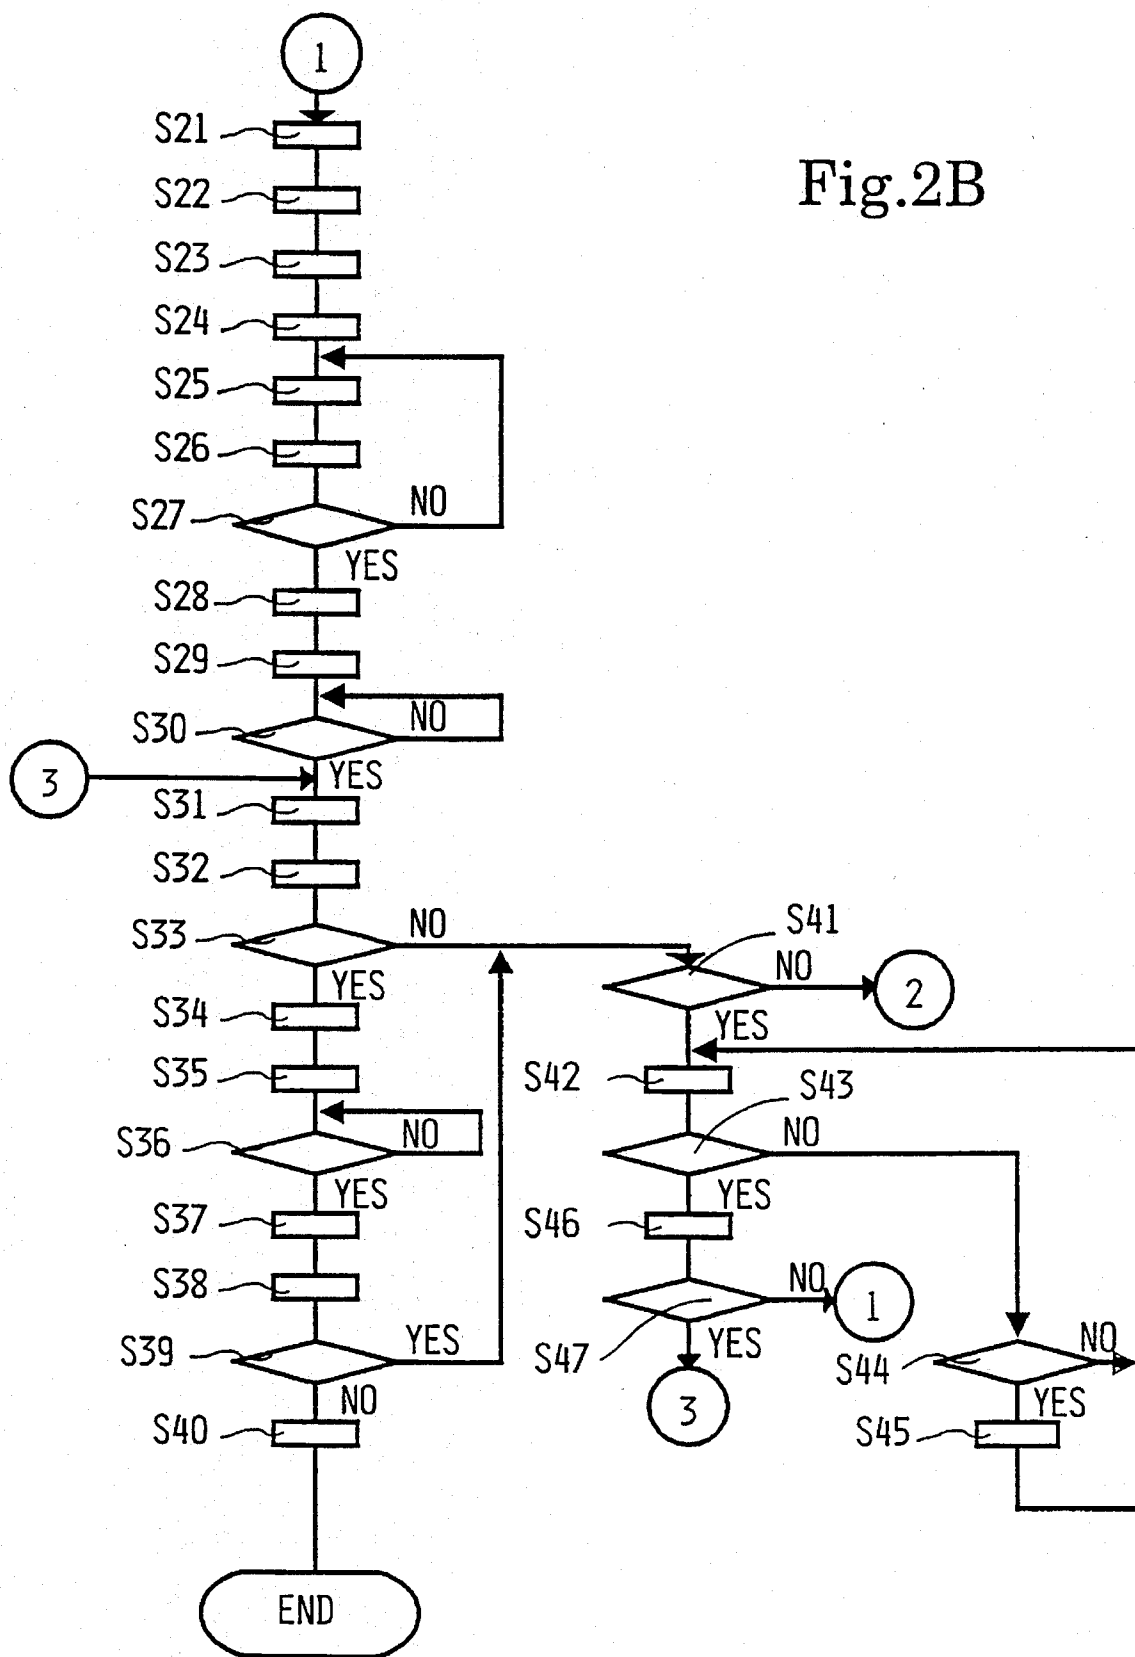 1
S21
Fig.2B
S22
S23
S24
S25
S26
S27
NO
YES
S28
S29
S30
NO
3
YES
S31
S32
S33
NO
S41
NO
2
YES
YES
S34
S35
S42
S43
S36
NO
NO
YES
YES
S37
S46
S38
NO
1
S39
YES
S47
YES
S44
NO
NO
3
YES
S40
S45
END